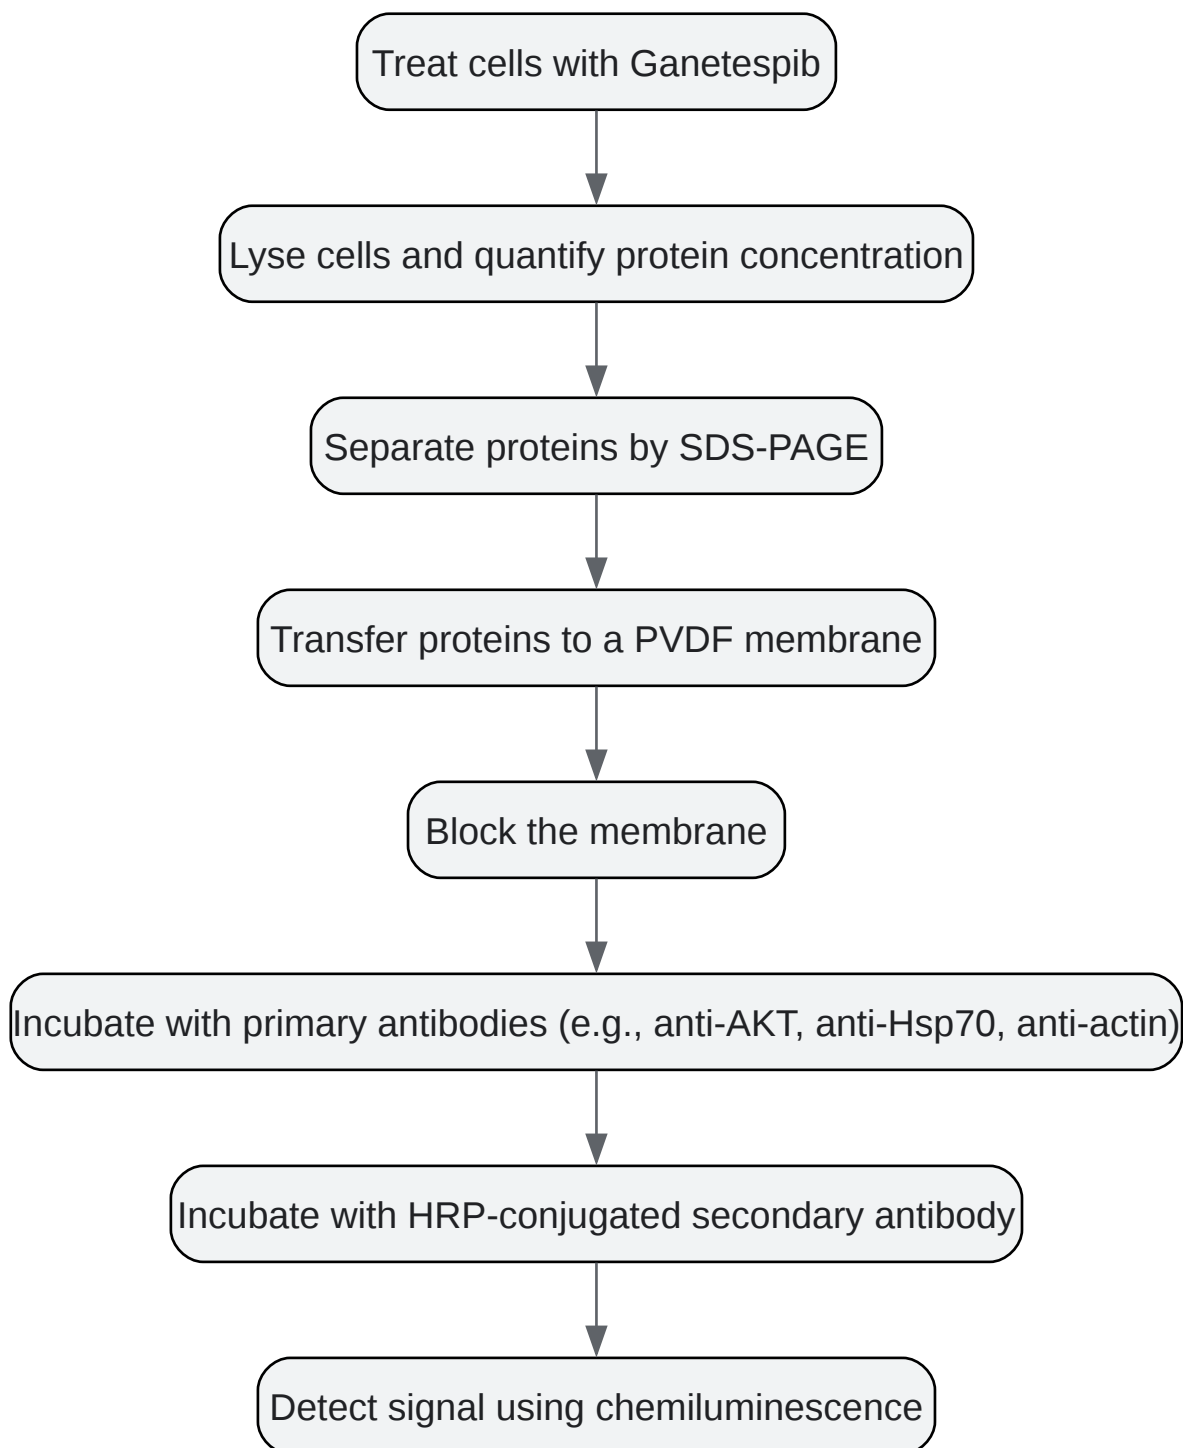 Treat cells with Ganetespib
Lyse cells and quantify protein concentration
Separate proteins by SDS-PAGE
Transfer proteins to a PVDF membrane
Block the membrane
Incubate with primary antibodies (e.g., anti-AKT, anti-Hsp70, anti-actin)
Incubate with HRP-conjugated secondary antibody
Detect signal using chemiluminescence